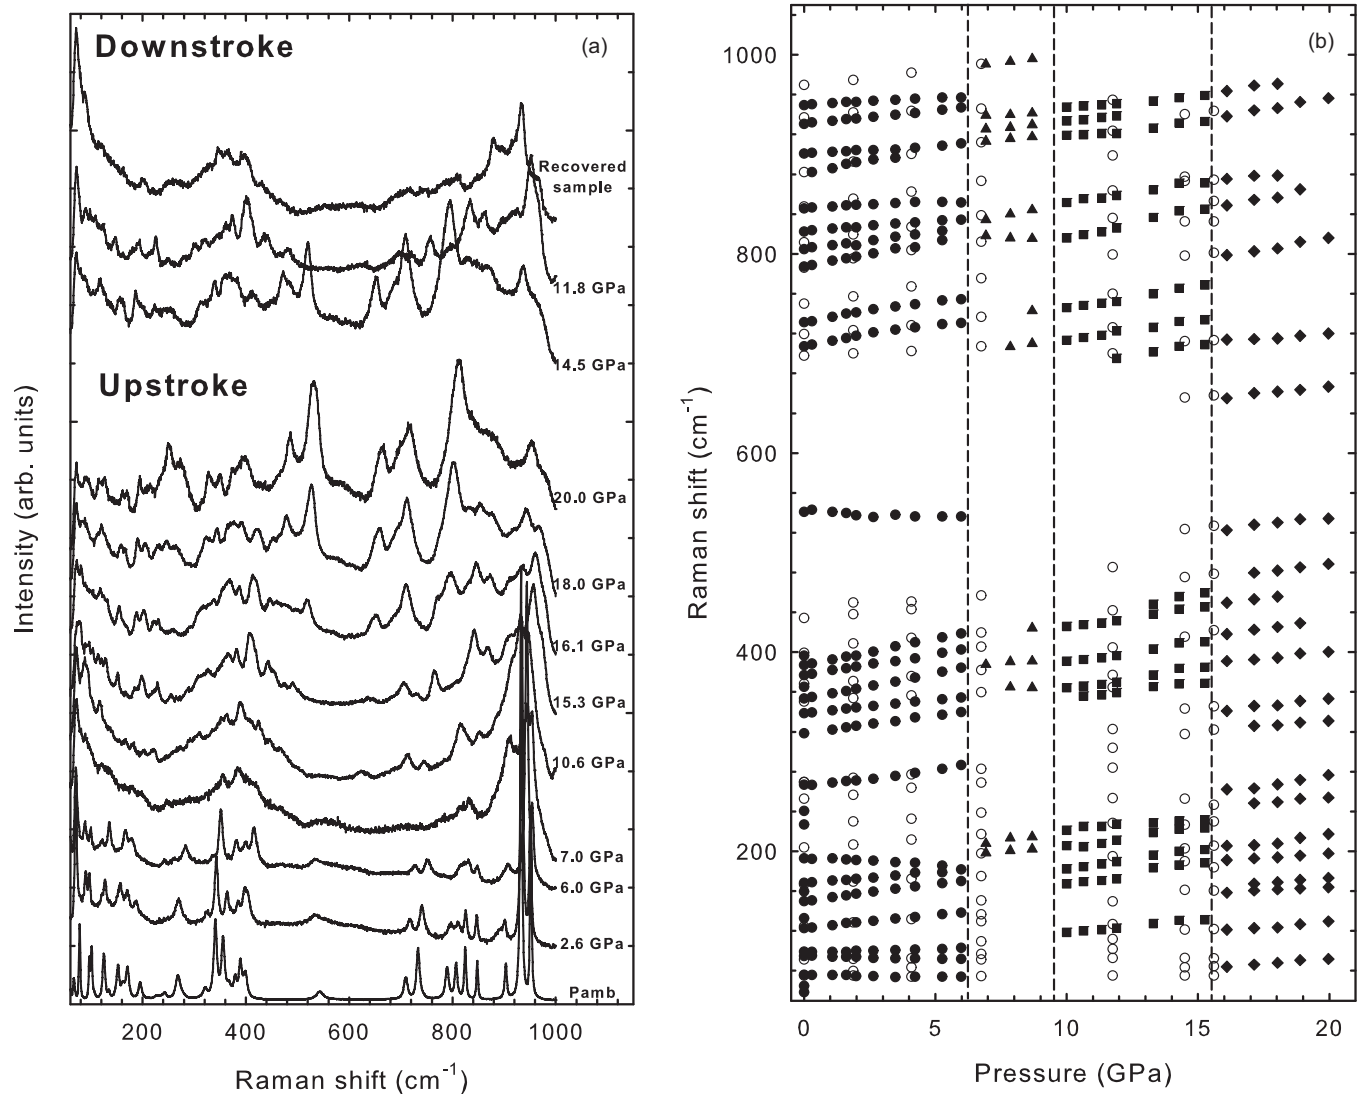 Downstroke
(a)
Recovered
sample
11.8 GPa
14.5 GPa
Upstroke
20.0 GPa
18.0 GPa
16.1 GPa
15.3 GPa
10.6 GPa
7.0 GPa
6.0 GPa
2.6 GPa
Pamb
200 400 600 800 1000
Raman shift (cm-1)
Intensity (arb. units)
(b)
1000
800
600
400
200
0 5 10 15 20
Pressure (GPa)
Raman shift (cm-1)